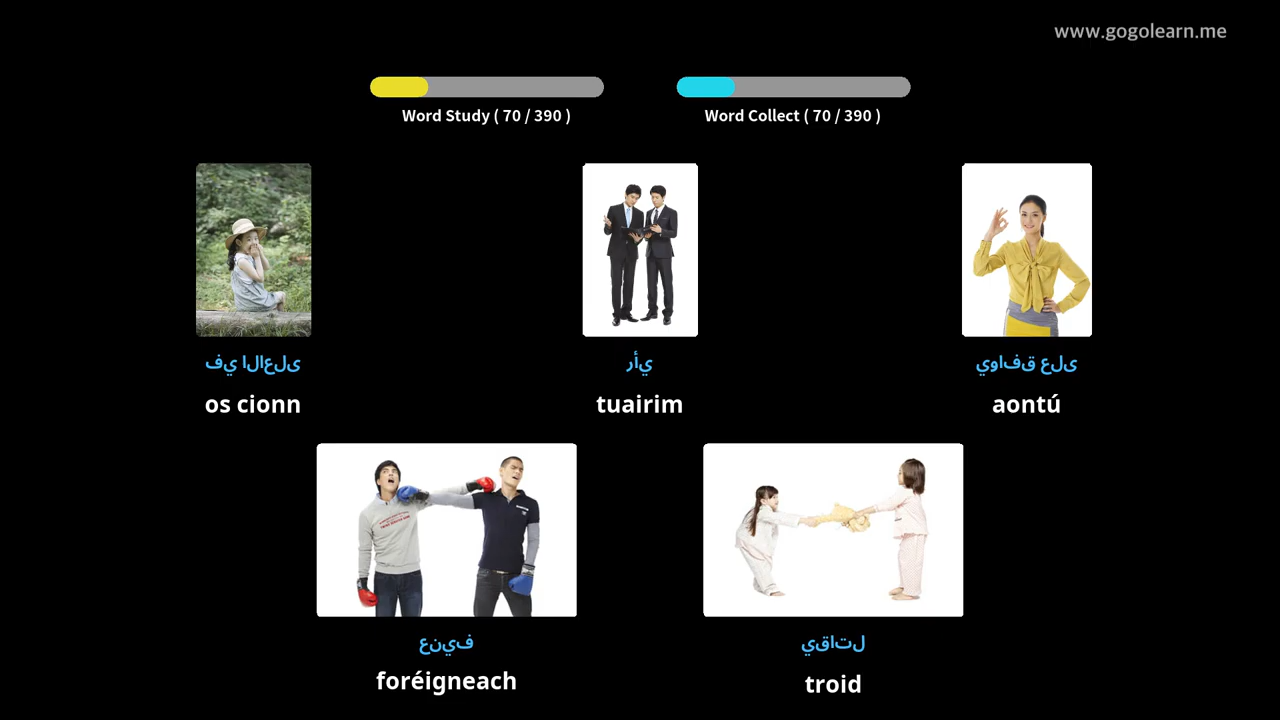 www.gogolearn.me
Word Study ( 70 / 390 )
Word Collect ( 70 / 390 )
في الاعلى
رأي
يوافق على
os cionn
tuairim
aontú
عنيف
يقاتل
foréigneach
troid